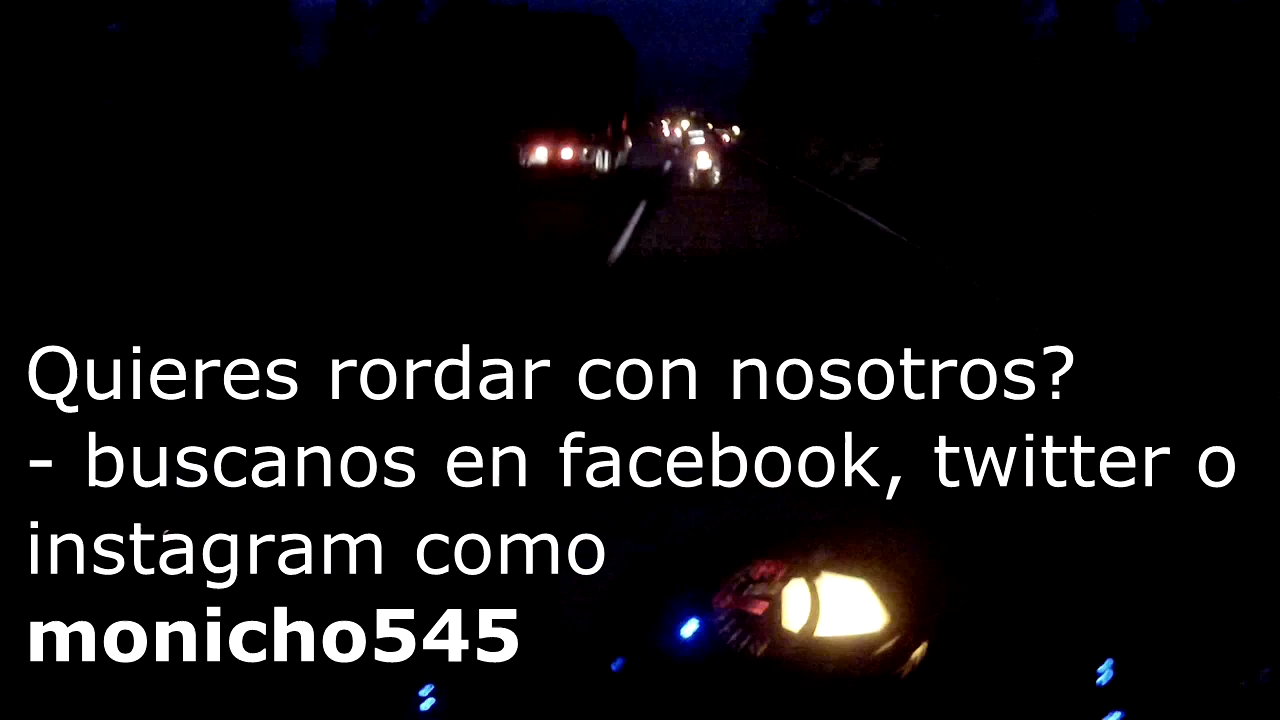 Quieres rordar con nosotros?
- buscanos en facebook, twitter o
instagram como
monicho545